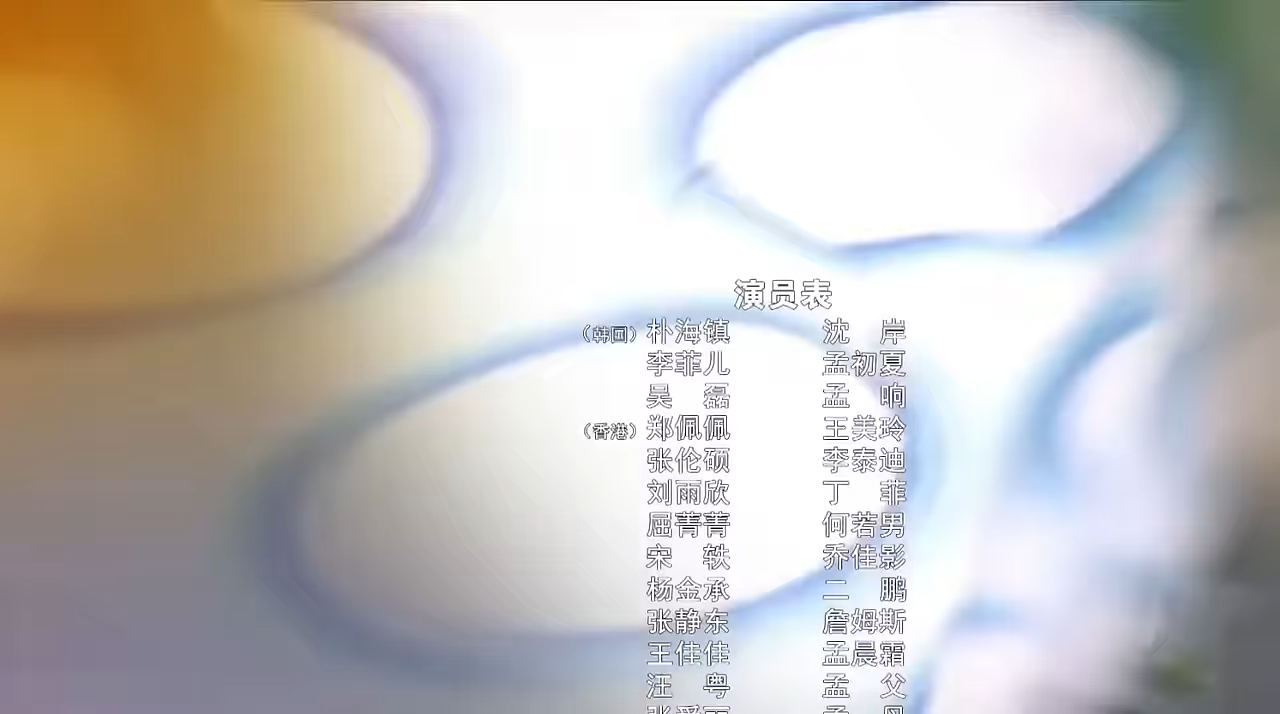 演员表
（韩国）朴海镇 沈 岸
李菲儿 孟初夏
吴 磊 孟 响
（香港）郑佩佩 王美玲
张伦硕 李泰迪
刘雨欣 丁 菲
屈菁菁 何若男
宋 轶 乔佳影
杨金承 二 鹏
张静东 詹姆斯
王佳佳 孟晨霜
汪 粤 孟 父